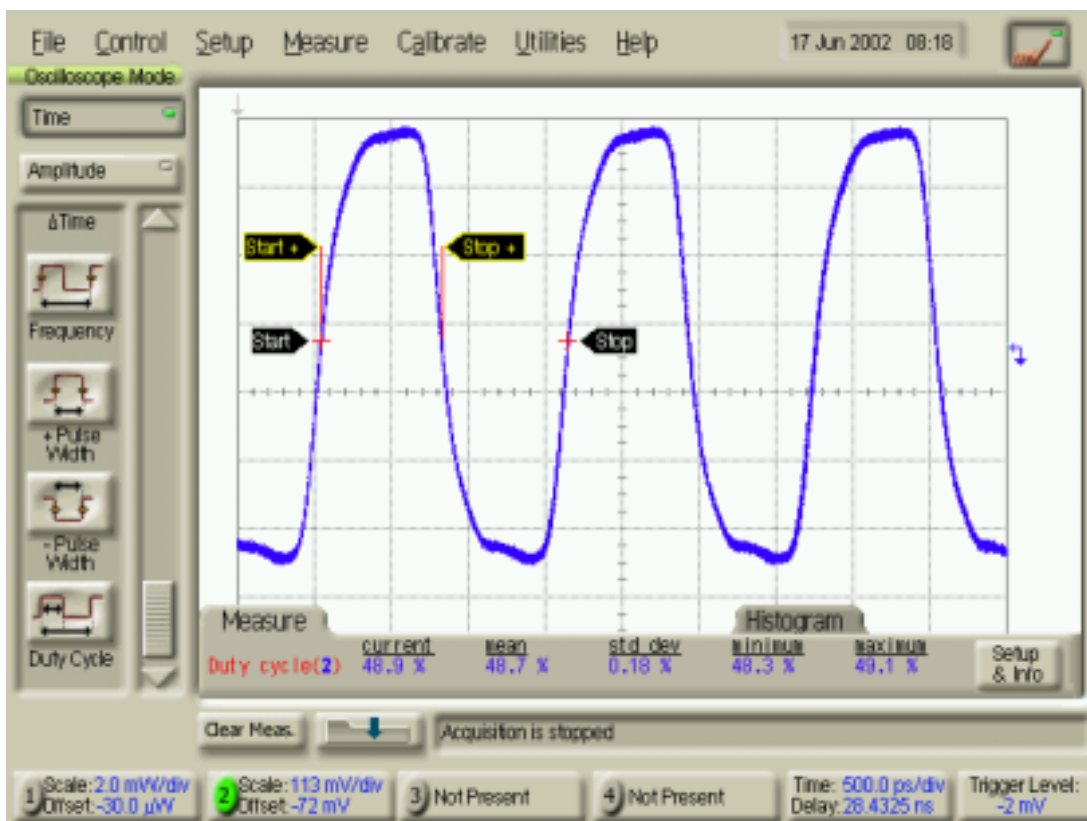 File Control Setup Measure Calibrate Utilities Help 17 Jun 2002 08:18
Oscilloscope Mode
Time
Amplitude
ΔTime
Frequency
+ Pulse
Width
- Pulse
Width
Duty Cycle
Start +
Stop +
Start
Stop
Measure
Histogram
current mean std dev minimum maximum
Duty cycle(2) 48.9 % 48.7 % 0.18 % 48.3 % 49.1 %
Setup
& Info
Clear Meas.
Acquisition is stopped
1 Scale: 2.0 mW/div
Offset: -30.0 µW
2 Scale: 113 mV/div
Offset: -72 mV
3 Not Present
4 Not Present
Time: 500.0 ps/div
Delay: 28.4325 ns
Trigger Level:
-2 mV